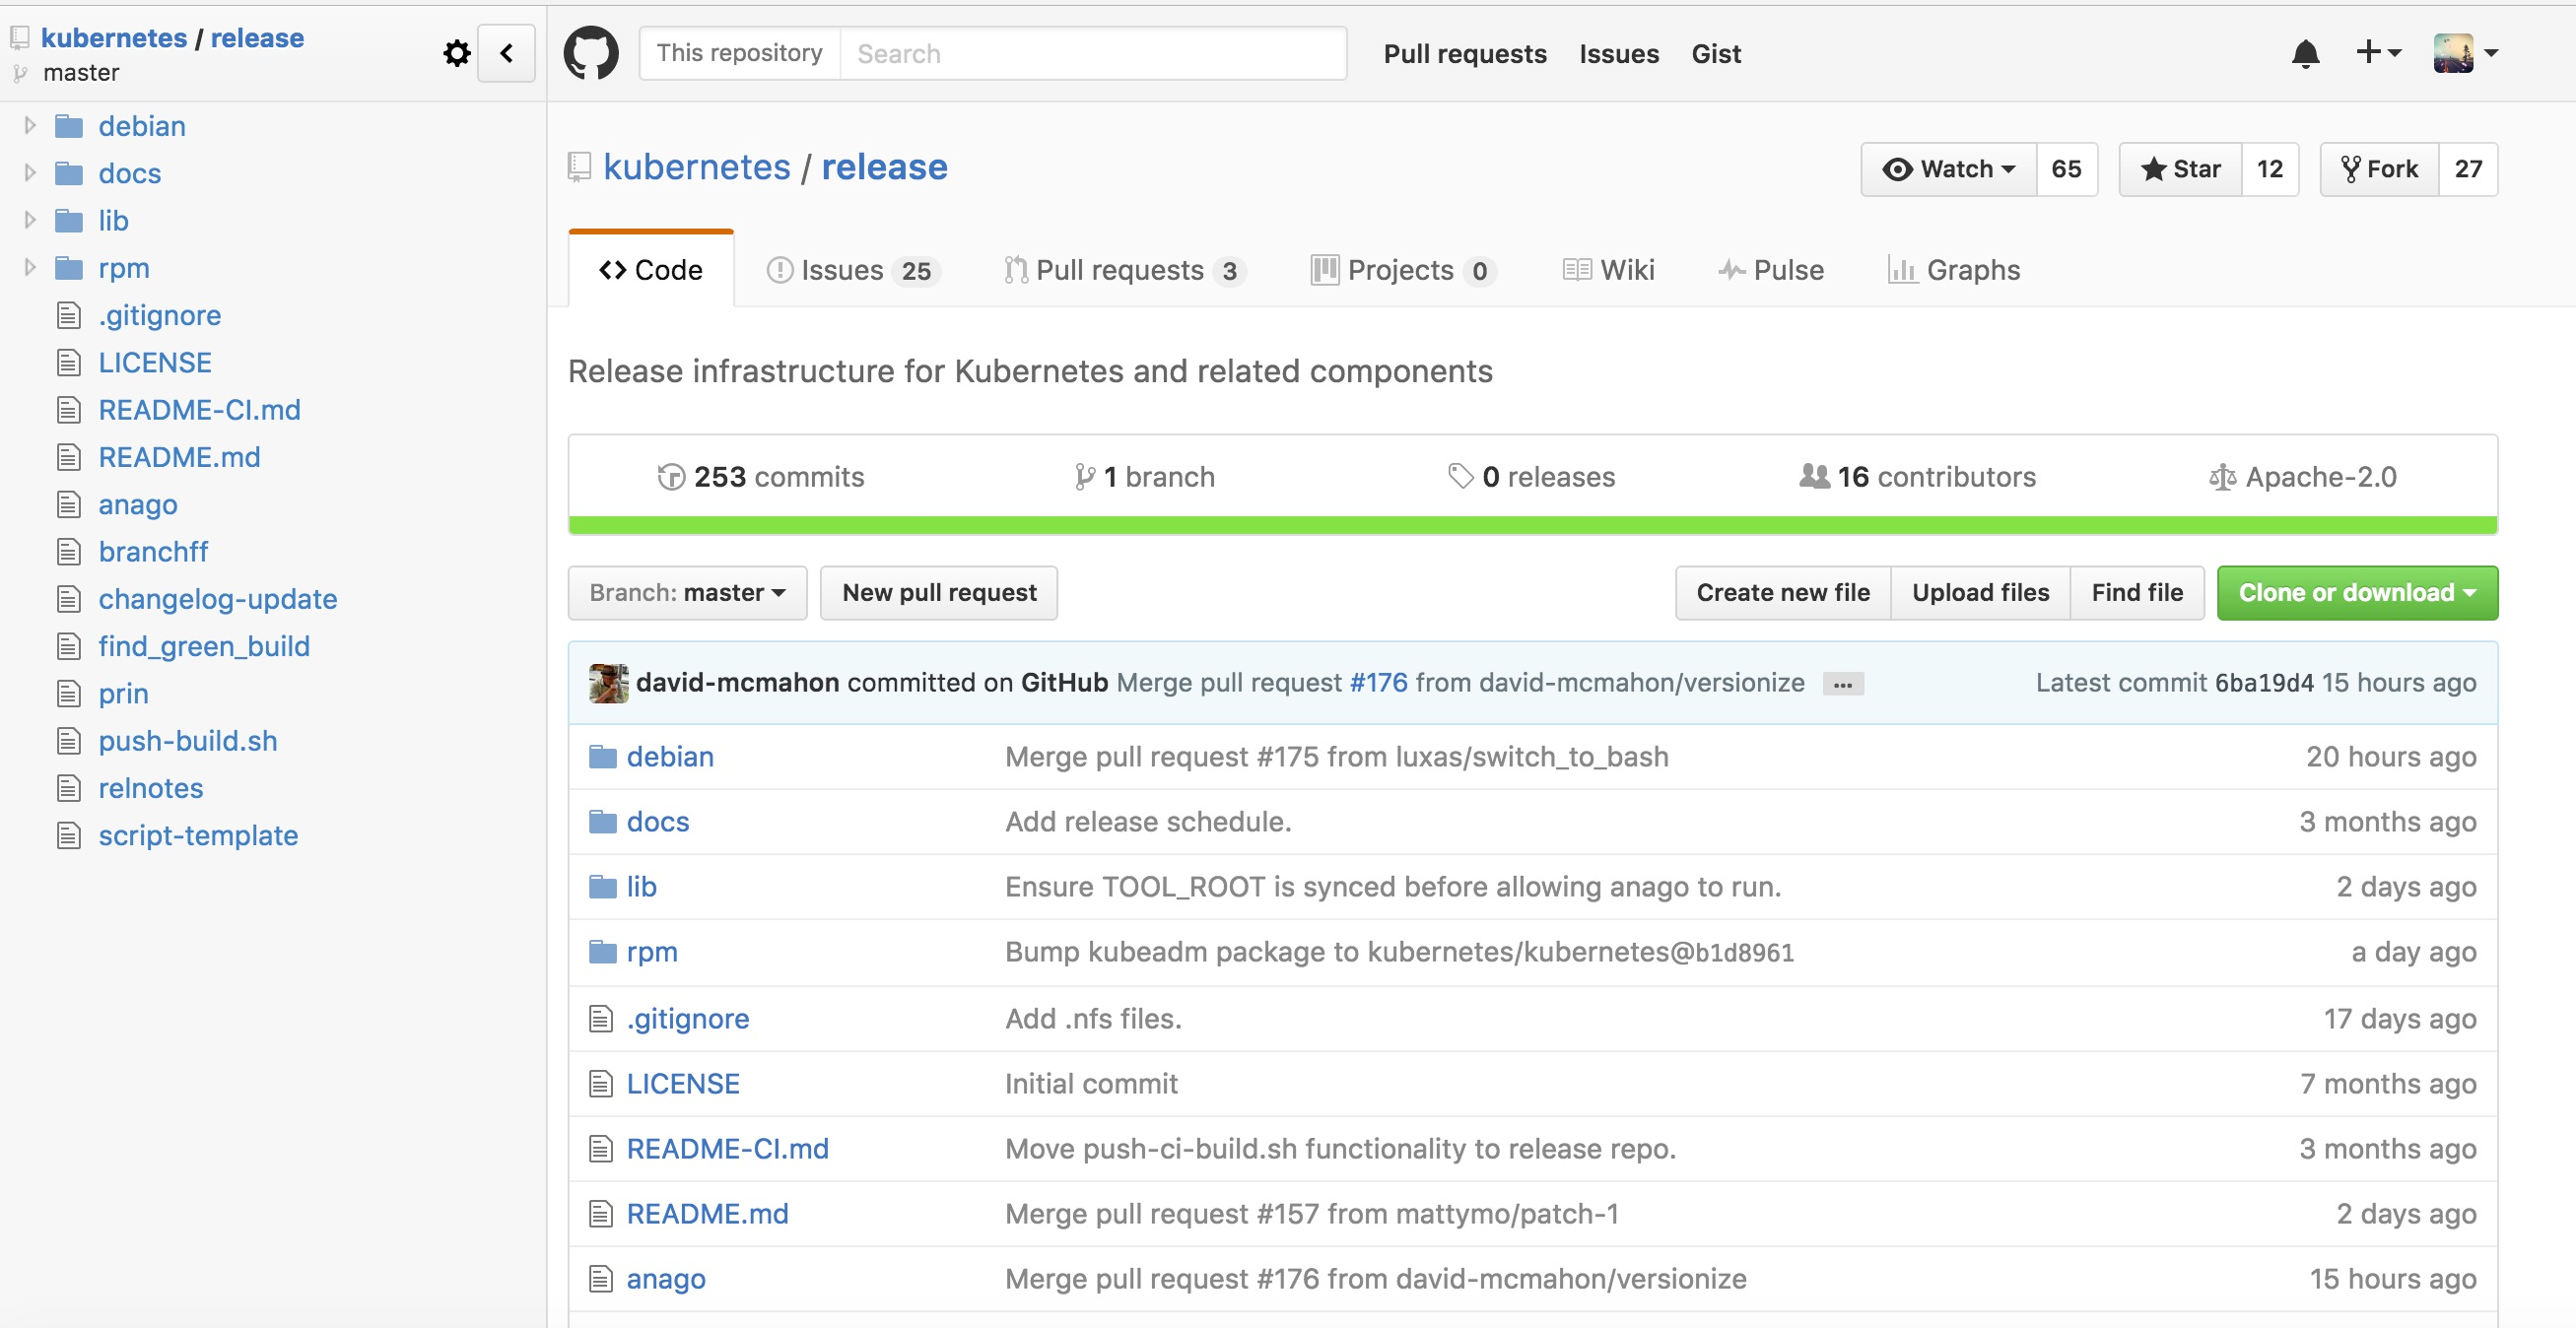 kubernetes / release
master
debian
docs
lib
rpm
.gitignore
LICENSE
README-CI.md
README.md
anago
branchff
changelog-update
find_green_build
prin
push-build.sh
relnotes
script-template
This repository Search Pull requests Issues Gist
kubernetes / release Watch 65 Star 12 Fork 27
Code Issues 25 Pull requests 3 Projects 0 Wiki Pulse Graphs
Release infrastructure for Kubernetes and related components
253 commits 1 branch 0 releases 16 contributors Apache-2.0
Branch: master New pull request Create new file Upload files Find file Clone or download
david-mcmahon committed on GitHub Merge pull request #176 from david-mcmahon/versionize ... Latest commit 6ba19d4 15 hours ago
debian Merge pull request #175 from luxas/switch_to_bash 20 hours ago
docs Add release schedule. 3 months ago
lib Ensure TOOL_ROOT is synced before allowing anago to run. 2 days ago
rpm Bump kubeadm package to kubernetes/kubernetes@b1d8961 a day ago
.gitignore Add .nfs files. 17 days ago
LICENSE Initial commit 7 months ago
README-CI.md Move push-ci-build.sh functionality to release repo. 3 months ago
README.md Merge pull request #157 from mattymo/patch-1 2 days ago
anago Merge pull request #176 from david-mcmahon/versionize 15 hours ago